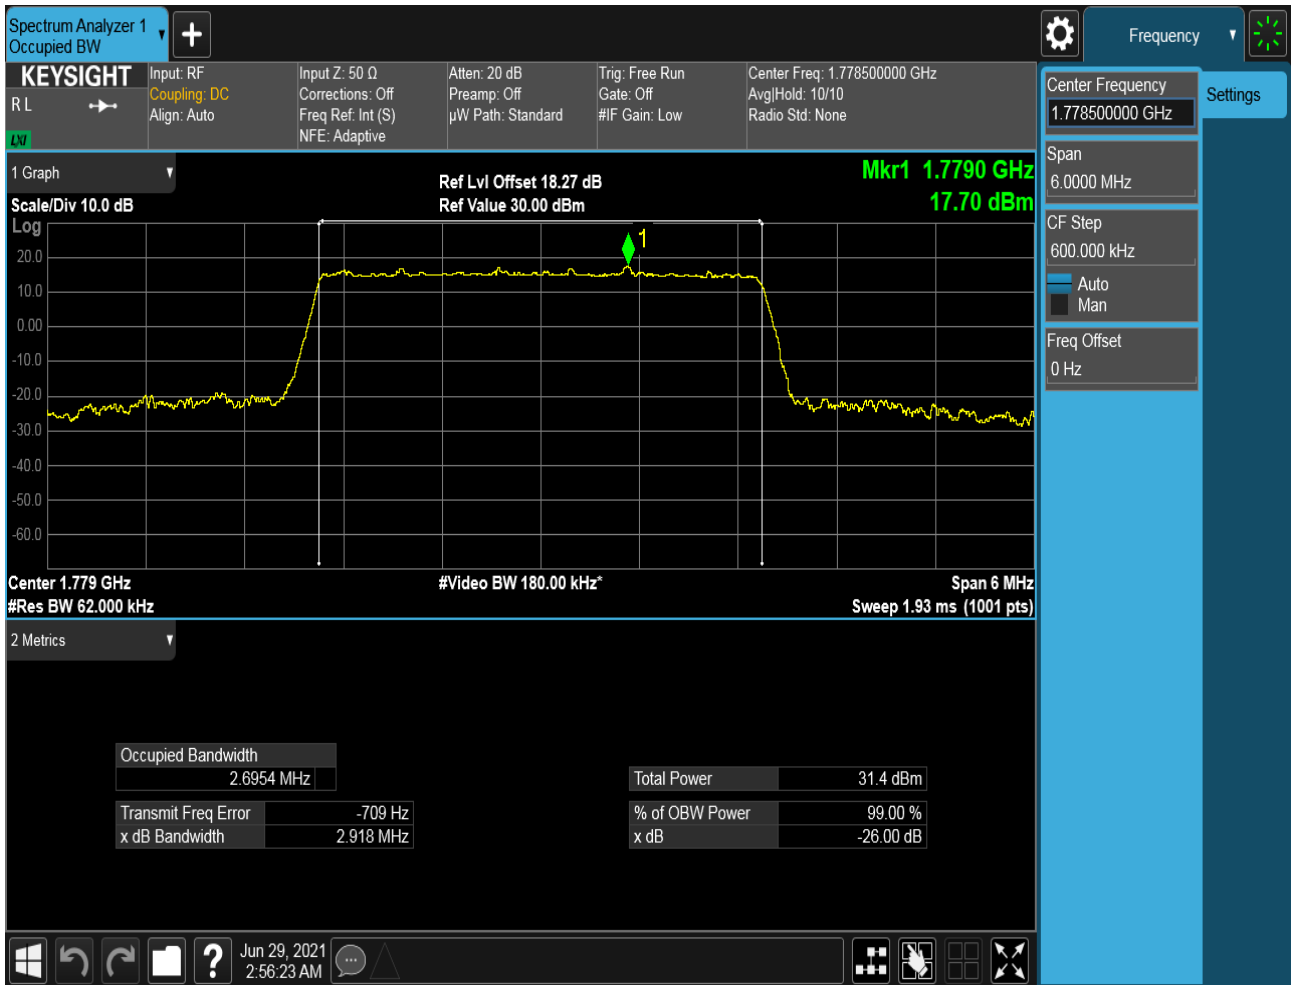 Spectrum Analyzer 1
Occupied BW
Frequency
KEYSIGHT
R L
LXI
Input: RF
Coupling: DC
Align: Auto
Input Z: 50 Ω
Corrections: Off
Freq Ref: Int (S)
NFE: Adaptive
Atten: 20 dB
Preamp: Off
µW Path: Standard
Trig: Free Run
Gate: Off
#IF Gain: Low
Center Freq: 1.778500000 GHz
Avg|Hold: 10/10
Radio Std: None
Center Frequency
1.778500000 GHz
Settings
Span
6.0000 MHz
CF Step
600.000 kHz
Auto
Man
Freq Offset
0 Hz
1 Graph
Scale/Div 10.0 dB
Log
Ref Lvl Offset 18.27 dB
Ref Value 30.00 dBm
Mkr1 1.7790 GHz
17.70 dBm
1
20.0
10.0
0.00
-10.0
-20.0
-30.0
-40.0
-50.0
-60.0
Center 1.779 GHz
#Video BW 180.00 kHz*
Span 6 MHz
#Res BW 62.000 kHz
Sweep 1.93 ms (1001 pts)
2 Metrics
Occupied Bandwidth
2.6954 MHz
Transmit Freq Error -709 Hz
x dB Bandwidth 2.918 MHz
Total Power 31.4 dBm
% of OBW Power 99.00 %
x dB -26.00 dB
?
Jun 29, 2021
2:56:23 AM